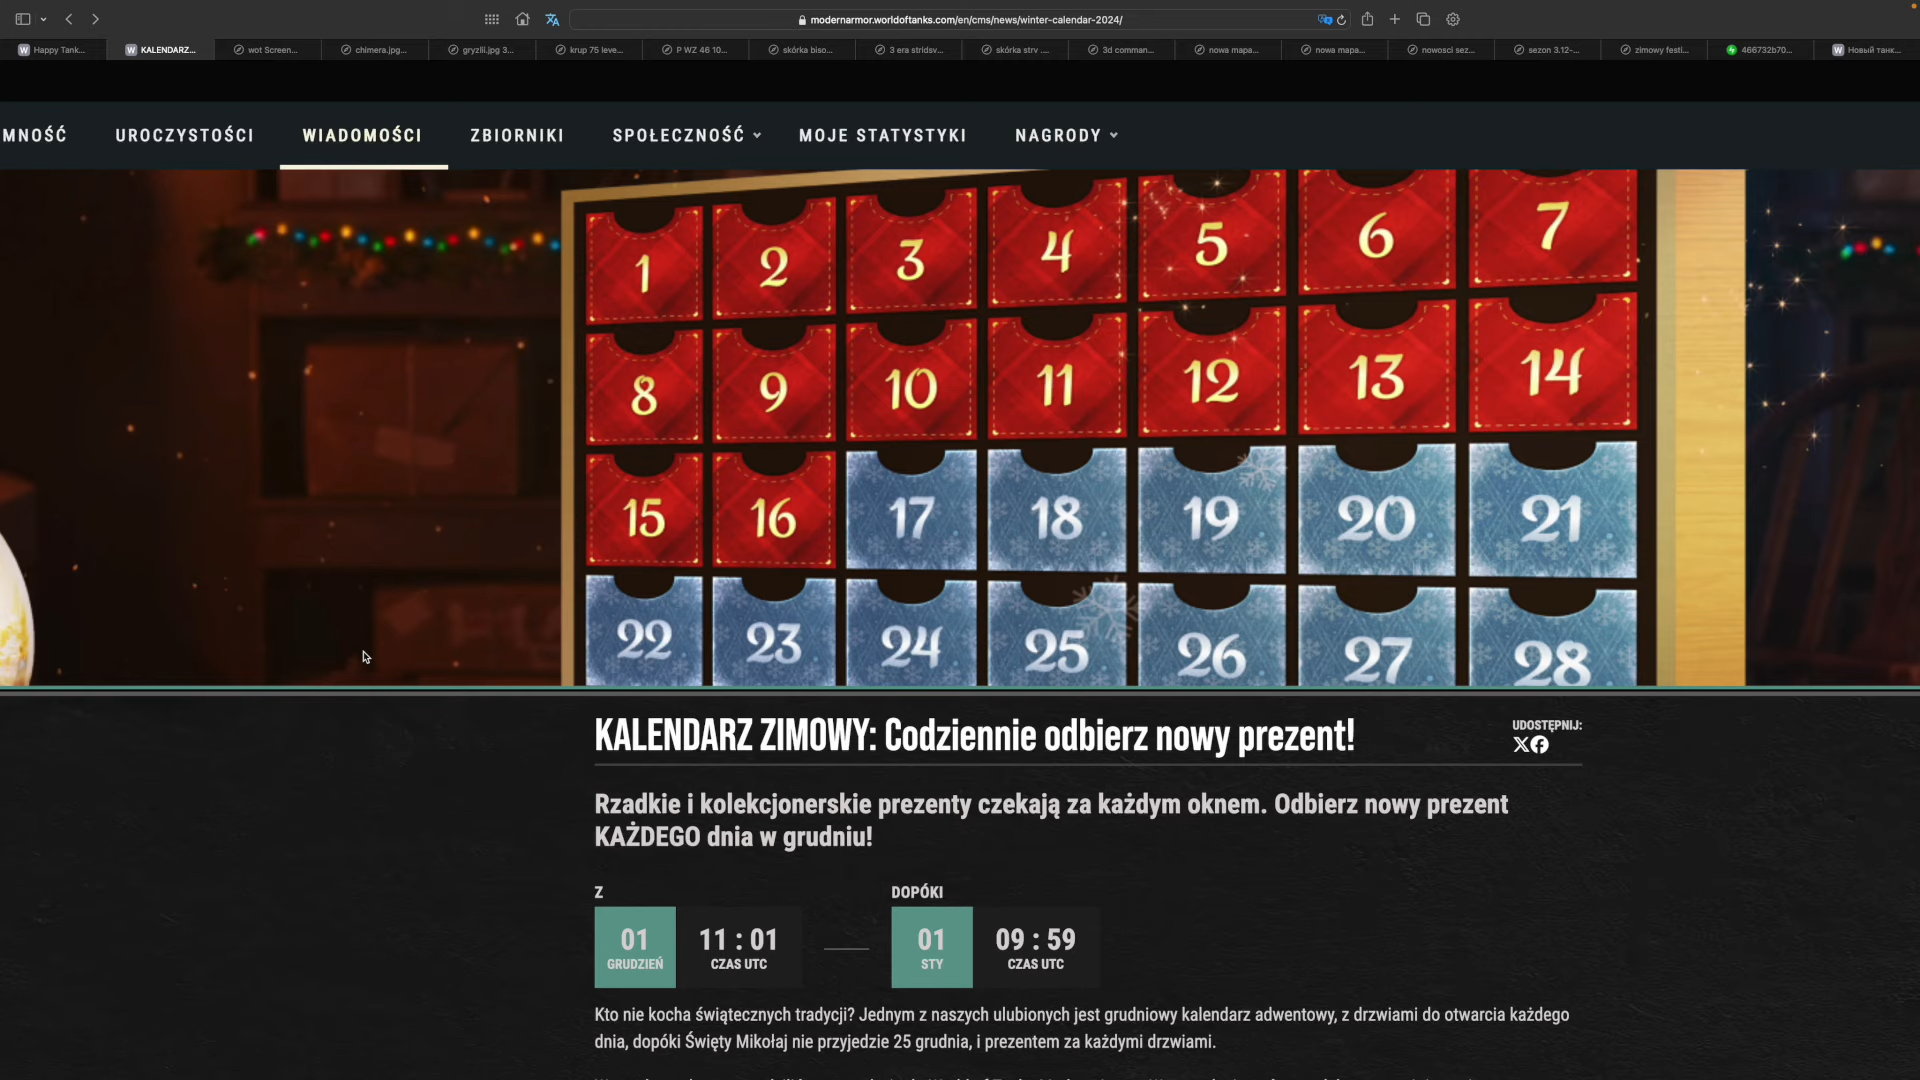 modernarmor.worldoftanks.com/en/cms/news/winter-calendar-2024/
Happy Tank...
KALENDARZ...
wot Screen...
chimera.jpg...
gryzlii.jpg 3...
krup 75 leve...
P WZ 46 10...
skórka biso...
3 era stridsv...
skórka strv ....
3d comman...
nowa mapa...
nowa mapa...
nowosci sez...
sezon 3.12-...
zimowy festi...
466732b70...
Новый танк...
MNOŚĆ
UROCZYSTOŚCI
WIADOMOŚCI
ZBIORNIKI
SPOŁECZNOŚĆ
MOJE STATYSTYKI
NAGRODY
1 2 3 4 5 6 7
8 9 10 11 12 13 14
15 16 17 18 19 20 21
22 23 24 25 26 27 28
KALENDARZ ZIMOWY: Codziennie odbierz nowy prezent!
UDOSTĘPNIJ:
Rzadkie i kolekcjonerskie prezenty czekają za każdym oknem. Odbierz nowy prezent
KAŻDEGO dnia w grudniu!
Z
DOPÓKI
01
GRUDZIEŃ
11 : 01
CZAS UTC
01
STY
09 : 59
CZAS UTC
Kto nie kocha świątecznych tradycji? Jednym z naszych ulubionych jest grudniowy kalendarz adwentowy, z drzwiami do otwarcia każdego
dnia, dopóki Święty Mikołaj nie przyjedzie 25 grudnia, i prezentem za każdymi drzwiami.